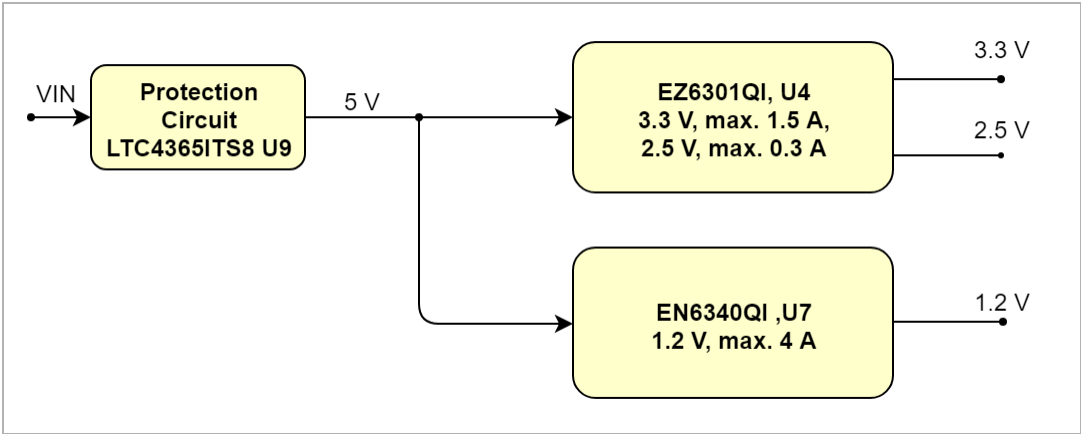 VIN
Protection
Circuit
LTC4365ITS8 U9
5 V
EZ6301QI, U4
3.3 V, max. 1.5 A,
2.5 V, max. 0.3 A
3.3 V
2.5 V
EN6340QI ,U7
1.2 V, max. 4 A
1.2 V